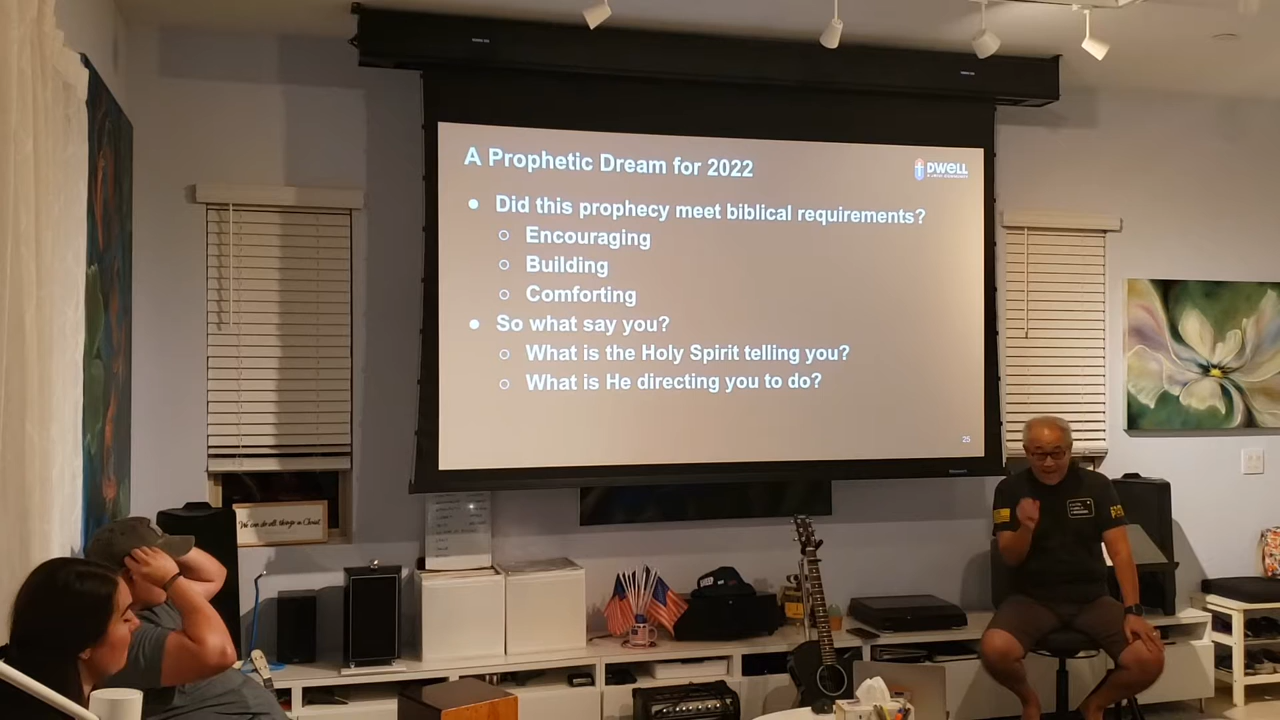 A Prophetic Dream for 2022
DWELL
Did this prophecy meet biblical requirements?
Encouraging
Building
Comforting
So what say you?
What is the Holy Spirit telling you?
What is He directing you to do?
25
We can do all things in Christ